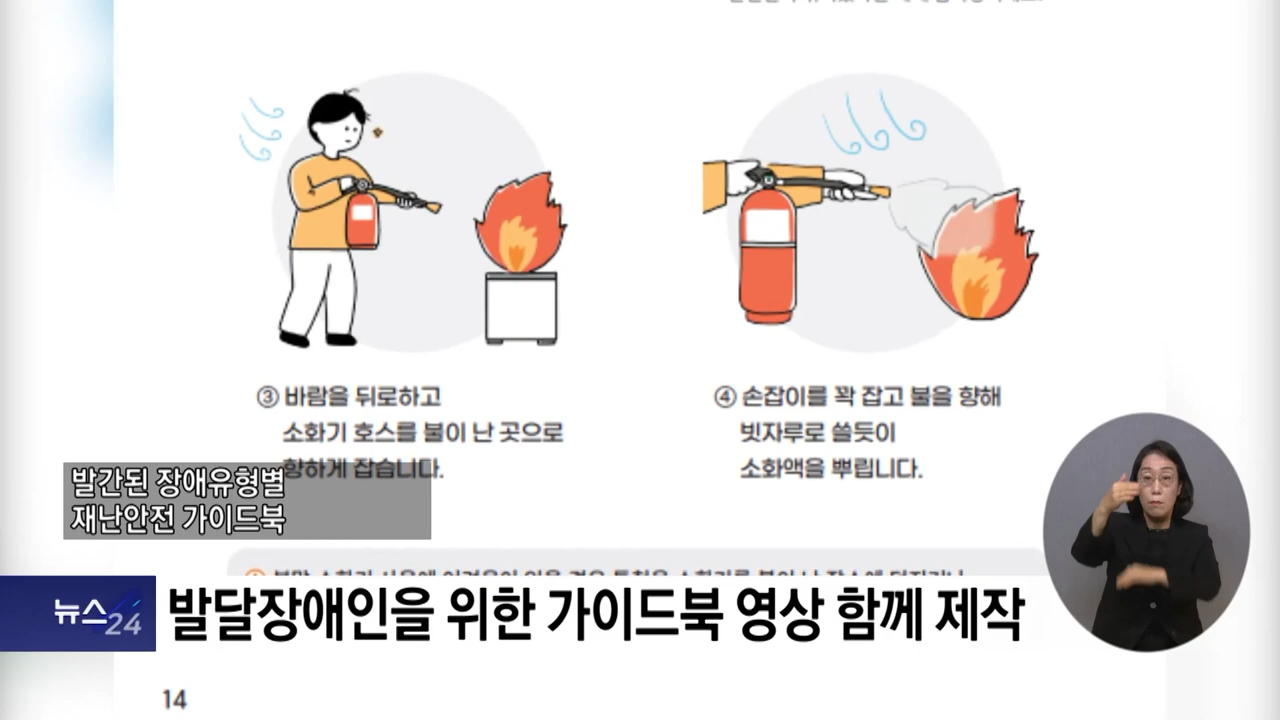 ③ 바람을 뒤로하고
소화기 호스를 불이 난 곳으로
향하게 잡습니다.
④ 손잡이를 꽉 잡고 불을 향해
빗자루로 쓸듯이
소화액을 뿌립니다.
발간된 장애유형별
재난안전 가이드북
뉴스24
발달장애인을 위한 가이드북 영상 함께 제작
14